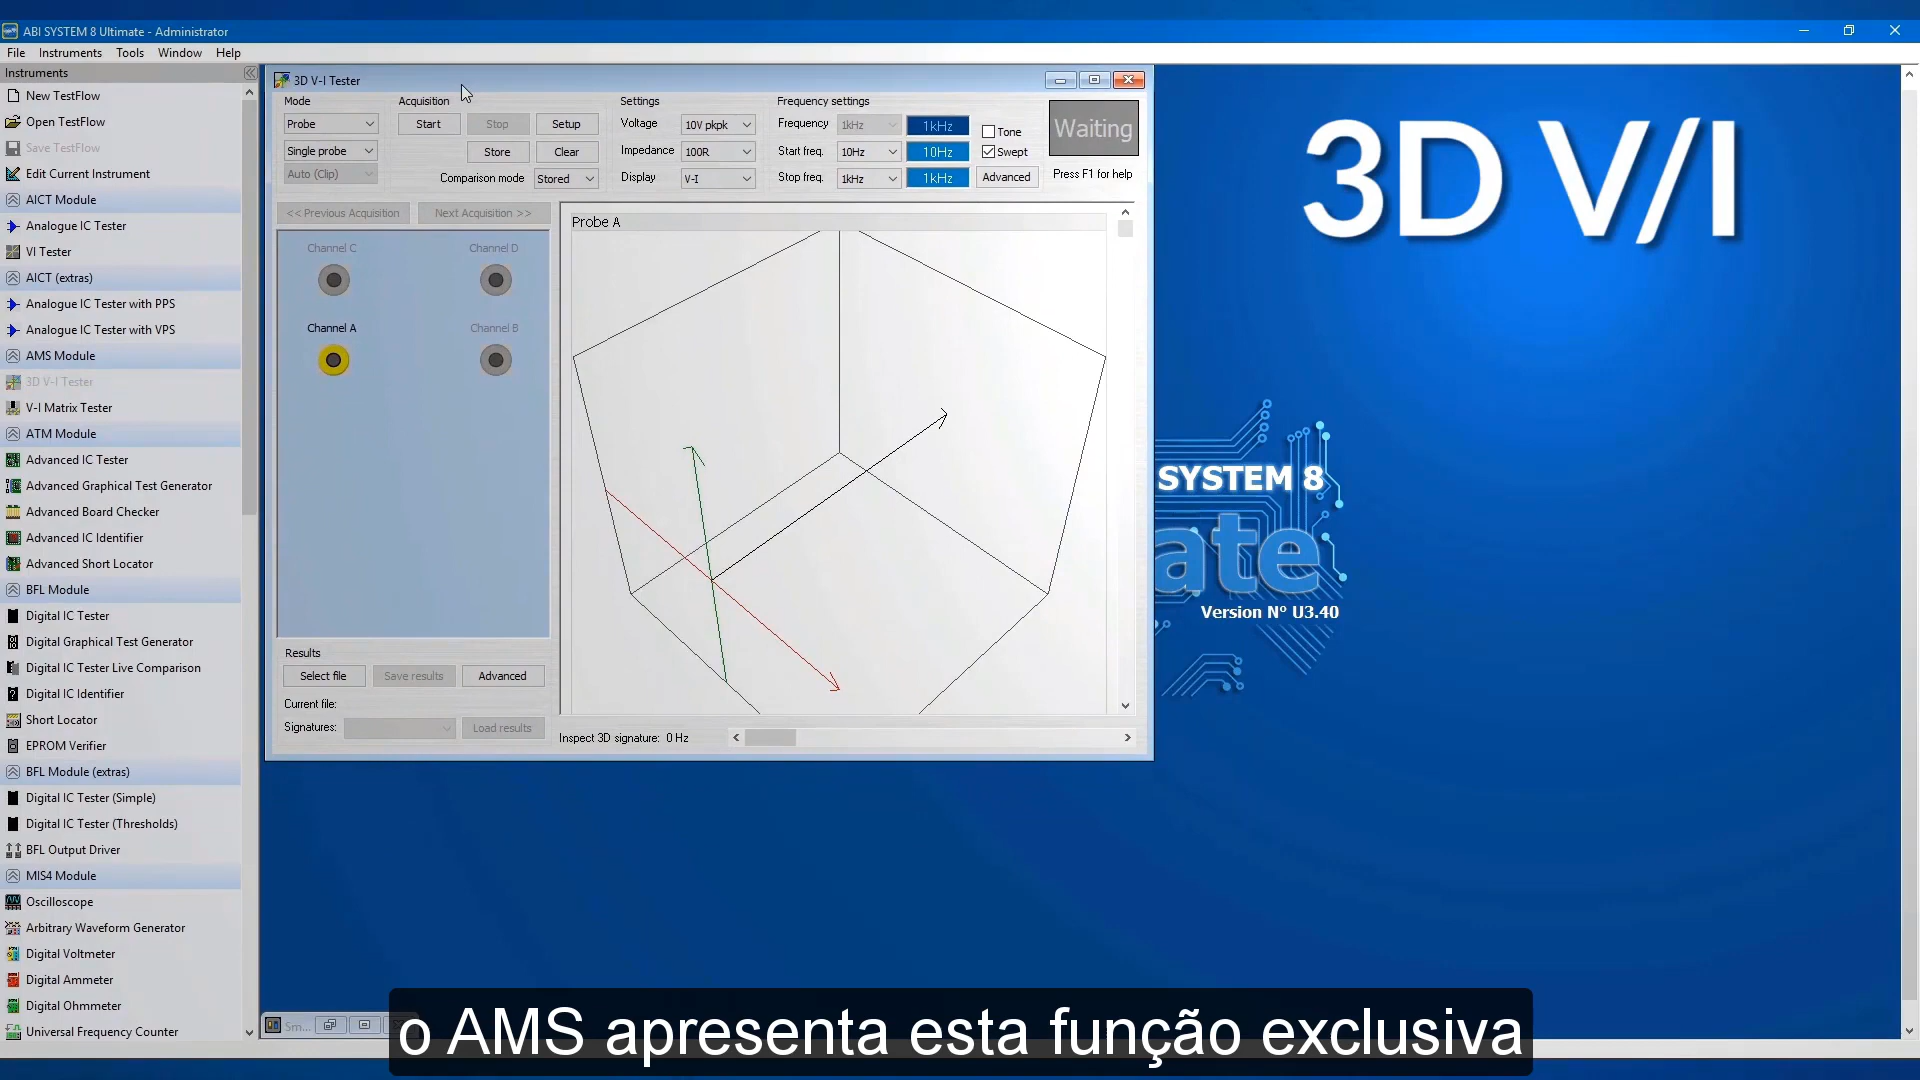 ABI SYSTEM 8 Ultimate - Administrator
File Instruments Tools Window Help
Instruments
New TestFlow
Open TestFlow
Save TestFlow
Edit Current Instrument
AICT Module
Analogue IC Tester
VI Tester
AICT (extras)
Analogue IC Tester with PPS
Analogue IC Tester with VPS
AMS Module
3D V-I Tester
V-I Matrix Tester
ATM Module
Advanced IC Tester
Advanced Graphical Test Generator
Advanced Board Checker
Advanced IC Identifier
Advanced Short Locator
BFL Module
Digital IC Tester
Digital Graphical Test Generator
Digital IC Tester Live Comparison
Digital IC Identifier
Short Locator
EPROM Verifier
BFL Module (extras)
Digital IC Tester (Simple)
Digital IC Tester (Thresholds)
BFL Output Driver
MIS4 Module
Oscilloscope
Arbitrary Waveform Generator
Digital Voltmeter
Digital Ammeter
Digital Ohmmeter
Universal Frequency Counter
3D V-I Tester
Mode
Probe
Single probe
Auto (Clip)
Acquisition
Start Stop Setup
Store Clear
Comparison mode Stored
Settings
Voltage 10V pkpk
Impedance 100R
Display V-I
Frequency settings
Frequency 1kHz 1kHz
Start freq. 10Hz 10Hz
Stop freq. 1kHz 1kHz
Tone
Swept
Advanced
Waiting
Press F1 for help
<< Previous Acquisition Next Acquisition >>
Channel C Channel D
Channel A Channel B
Probe A
Results
Select file Save results Advanced
Current file:
Signatures: Load results
Inspect 3D signature: 0 Hz
3D V/I
SYSTEM 8
ate
Version Nº U3.40
Sm...
o AMS apresenta esta função exclusiva